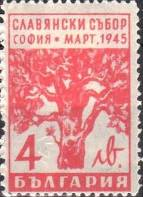 СЛАВЯНСКИ СЪБОР
СОФИЯ • МАРТ, 1945
4 лв.
БЪЛГАРИЯ